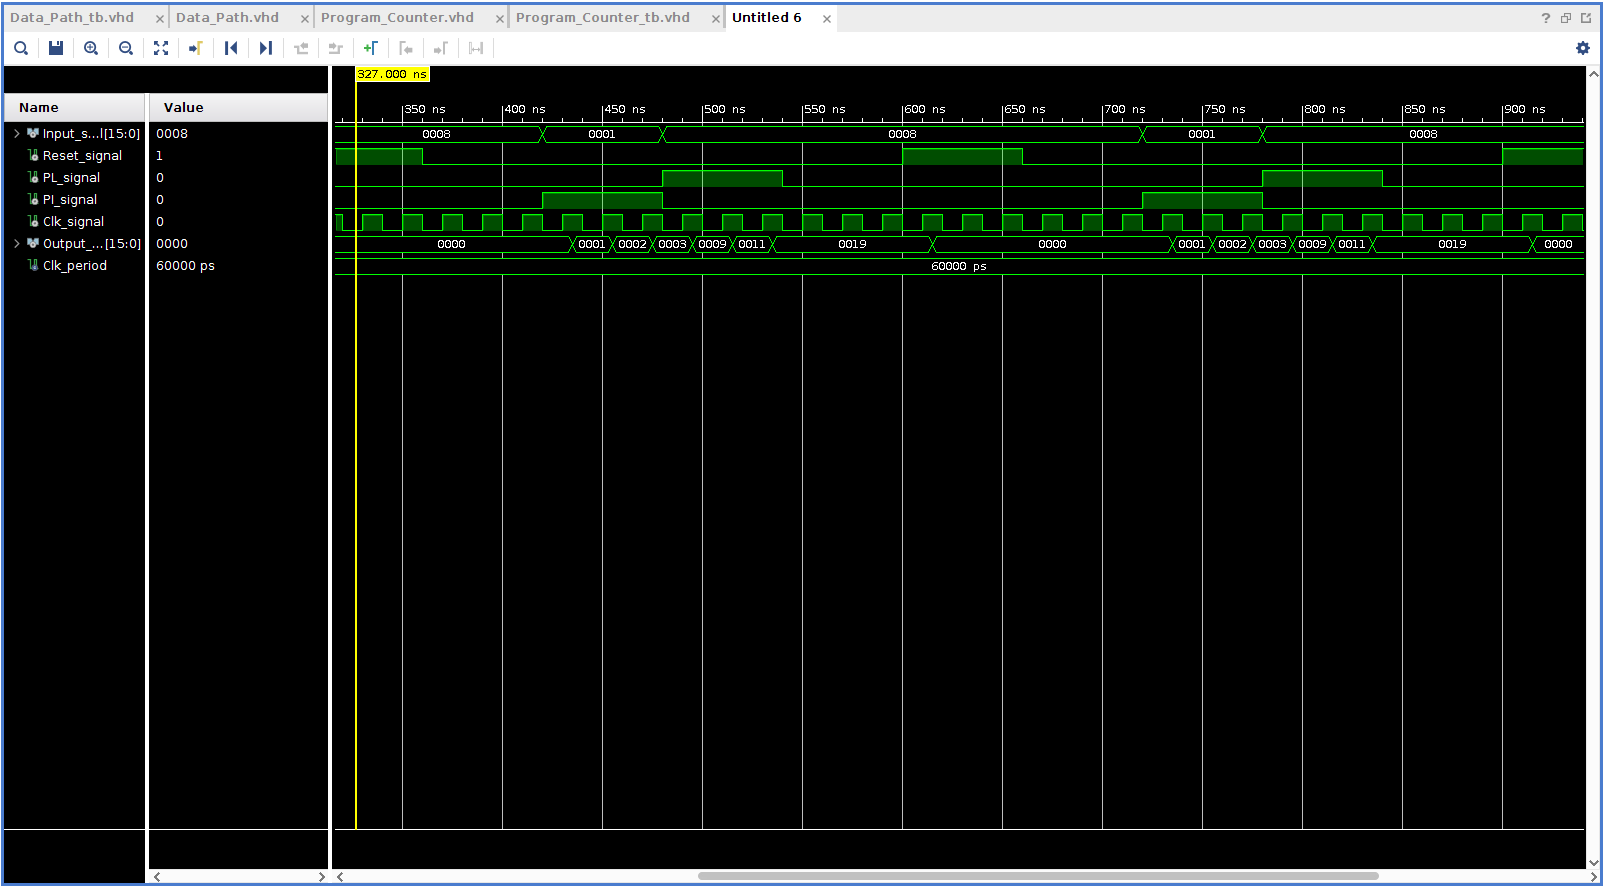 Data_Path_tb.vhd × Data_Path.vhd × Program_Counter.vhd × Program_Counter_tb.vhd × Untitled 6 ×
?
327.000 ns
Name Value
350 ns 400 ns 450 ns 500 ns 550 ns 600 ns 650 ns 700 ns 750 ns 800 ns 850 ns 900 ns
Input_s...l[15:0] 0008 0008 0001 0008 0001 0008
Reset_signal 1
PL_signal 0
PI_signal 0
Clk_signal 0
Output_...[15:0] 0000 0000 0001 0002 0003 0009 0011 0019 0000 0001 0002 0003 0009 0011 0019 0000
Clk_period 60000 ps 60000 ps